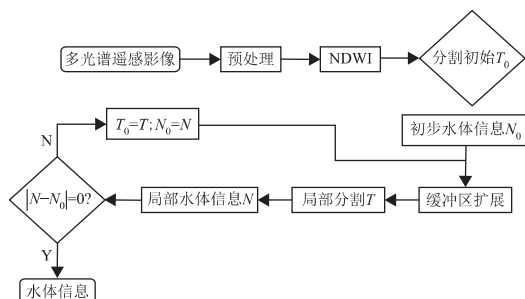 多光谱遥感影像
预处理
NDWI
分割初始T₀
初步水体信息N₀
缓冲区扩展
局部分割T
局部水体信息N
|N−N₀|=0?
N
T₀=T;N₀=N
Y
水体信息